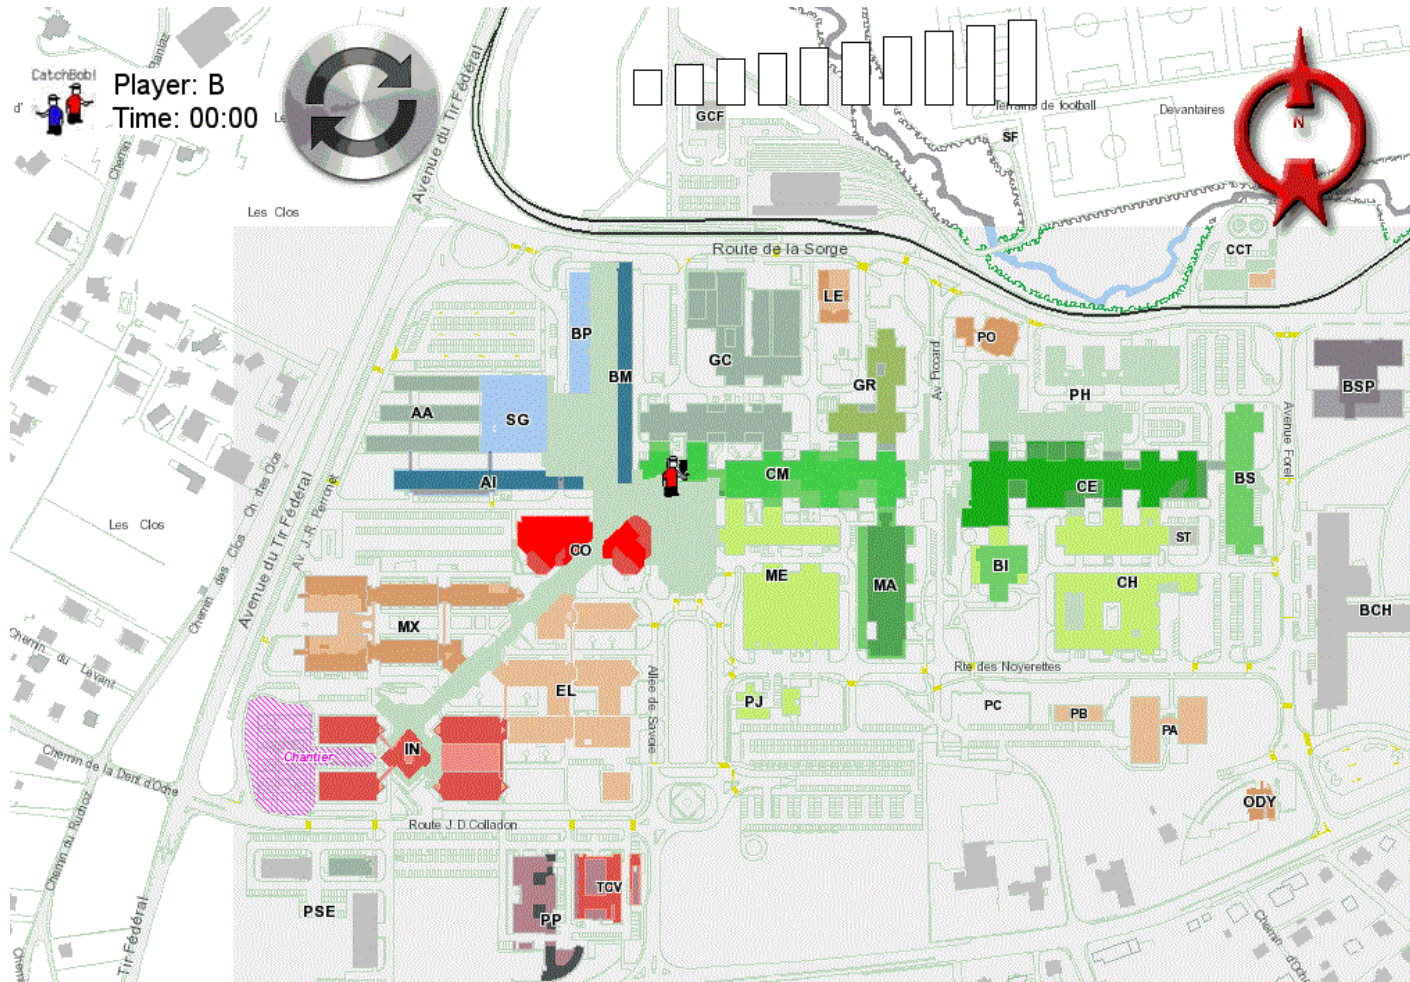 CatchBob!
Player: B
Time: 00:00
d'
Avenue du Tir Fédéral
Chemin
Les Clos
GCF
Terrains de football
Devantaires
SF
N
CCT
Route de la Sorge
BP
BM
LE
GC
GR
PO
Av. Piccard
PH
BSP
AA
SG
AI
CM
CE
BS
Avenue Forel
Ch. des Clos
Les Clos
Avenue du Tir Fédéral
Av. J.-R. Perronet
Chemin des Clos
CO
ME
MA
BI
ST
CH
BCH
MX
EL
Chemin du Levant
Allée de Savoie
Rte des Noyerettes
PJ
PC
PB
PA
IN
Chantier
Chemin de la Dent d'Oche
Chemin du Ruchoz
ODY
Route J.D.Colladon
TCV
PP
PSE
Tir Fédéral
Chemin d'Oche